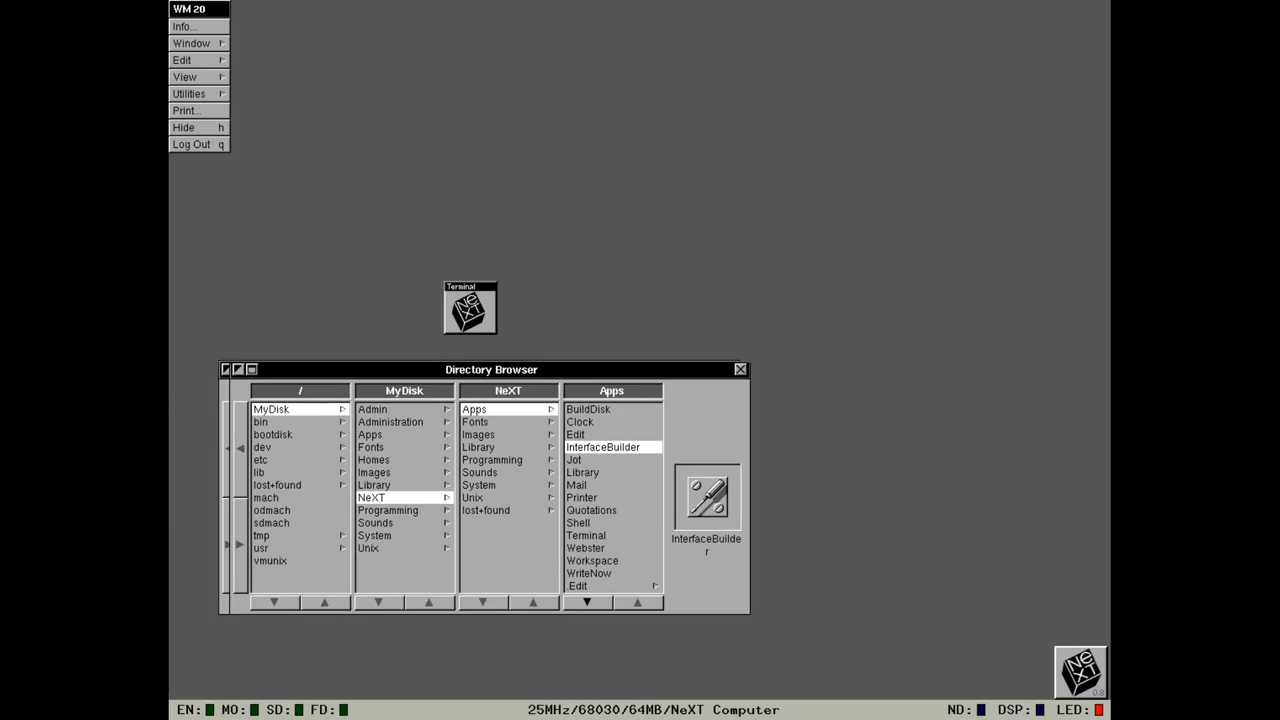 WM 20
Info...
Window
Edit
View
Utilities
Print...
Hide h
Log Out q
Terminal
NeXT
Directory Browser
/
MyDisk
bin
bootdisk
dev
etc
lib
lost+found
mach
odmach
sdmach
tmp
usr
vmunix
MyDisk
Admin
Administration
Apps
Fonts
Homes
Images
Library
NeXT
Programming
Sounds
System
Unix
NeXT
Apps
Fonts
Images
Library
Programming
Sounds
System
Unix
lost+found
Apps
BuildDisk
Clock
Edit
InterfaceBuilder
Jot
Library
Mail
Printer
Quotations
Shell
Terminal
Webster
Workspace
WriteNow
.Edit
InterfaceBuilde
r
NeXT
0.8
EN: MO: SD: FD: 25MHz/68030/64MB/NeXT Computer ND: DSP: LED: